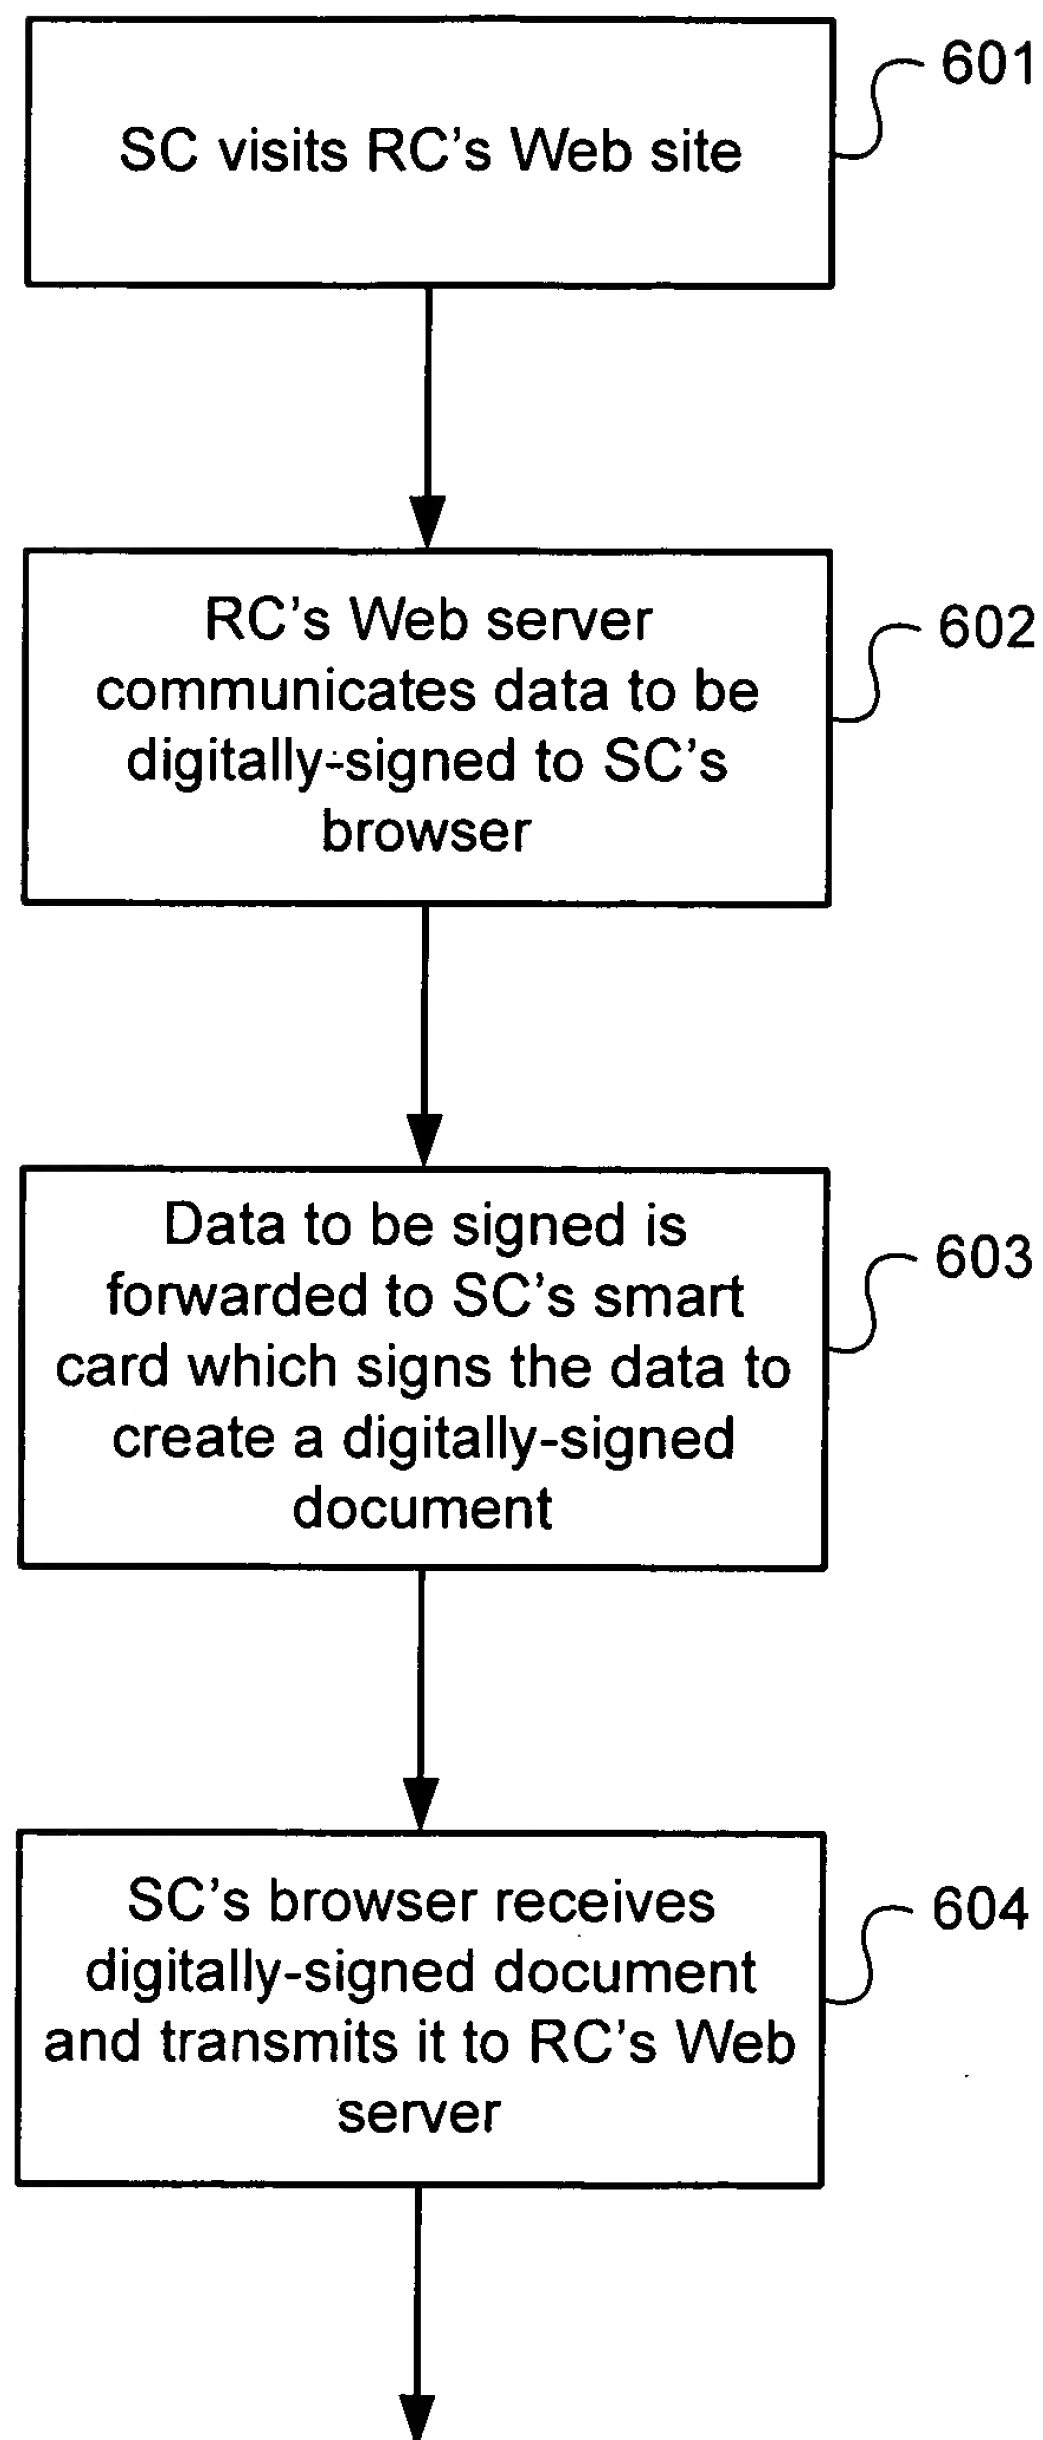 SC visits RC's Web site
601
RC's Web server
communicates data to be
digitally-signed to SC's
browser
602
Data to be signed is
forwarded to SC's smart
card which signs the data to
create a digitally-signed
document
603
SC's browser receives
digitally-signed document
and transmits it to RC's Web
server
604